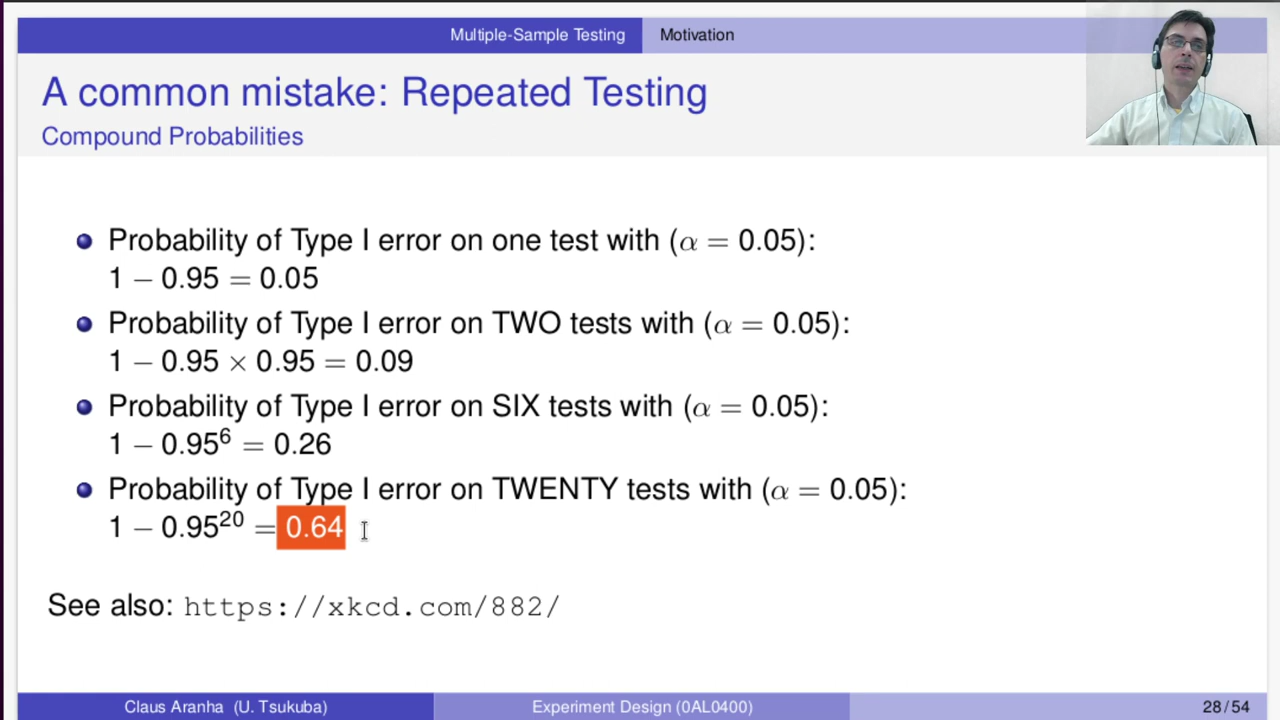 Multiple-Sample Testing Motivation
A common mistake: Repeated Testing
Compound Probabilities
Probability of Type I error on one test with (α = 0.05):
1 − 0.95 = 0.05
Probability of Type I error on TWO tests with (α = 0.05):
1 − 0.95 × 0.95 = 0.09
Probability of Type I error on SIX tests with (α = 0.05):
1 − 0.95⁶ = 0.26
Probability of Type I error on TWENTY tests with (α = 0.05):
1 − 0.95²⁰ = 0.64
See also: https://xkcd.com/882/
Claus Aranha (U. Tsukuba) Experiment Design (0AL0400) 28/54